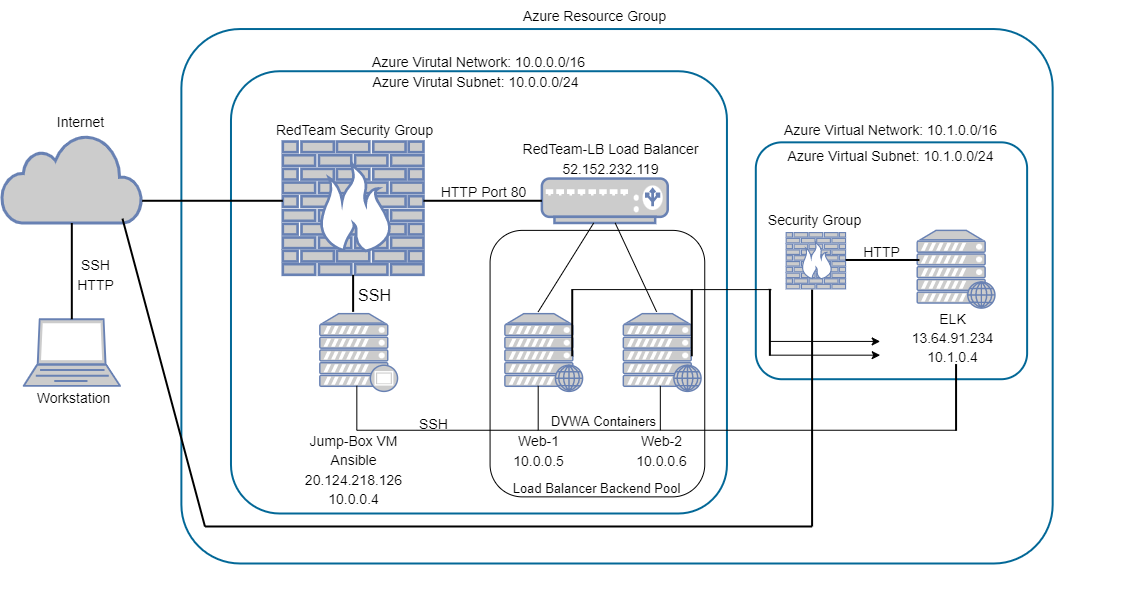 Azure Resource Group
Azure Virutal Network: 10.0.0.0/16
Azure Virutal Subnet: 10.0.0.0/24
Internet
RedTeam Security Group
Azure Virtual Network: 10.1.0.0/16
RedTeam-LB Load Balancer
Azure Virtual Subnet: 10.1.0.0/24
52.152.232.119
HTTP Port 80
Security Group
HTTP
SSH
HTTP
SSH
ELK
13.64.91.234
10.1.0.4
Workstation
SSH
DVWA Containers
Jump-Box VM
Ansible
20.124.218.126
10.0.0.4
Web-1
10.0.0.5
Web-2
10.0.0.6
Load Balancer Backend Pool